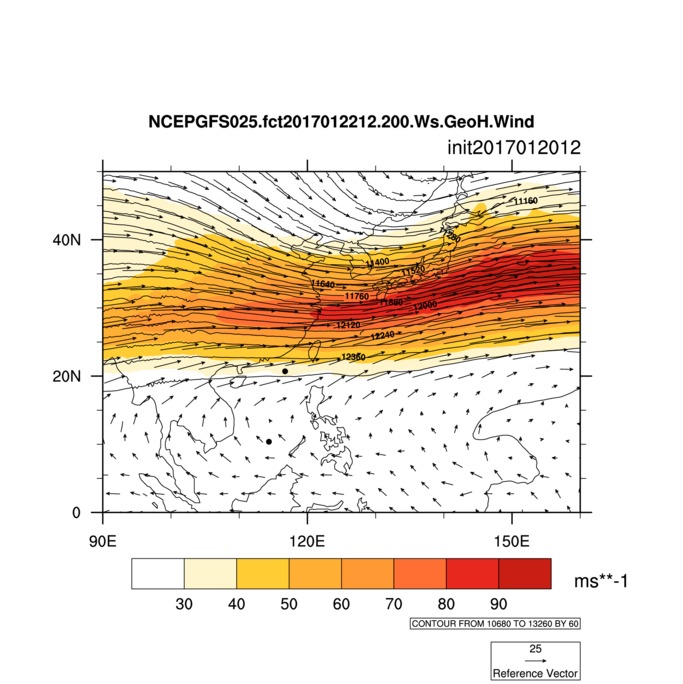 NCEPGFS025.fct2017012212.200.Ws.GeoH.Wind
init2017012012
11160
11280
40N
11400
11520
11640
11760
11880
12000
12120
12240
12360
20N
0
90E 120E 150E
30 40 50 60 70 80 90
ms**-1
CONTOUR FROM 10680 TO 13260 BY 60
25
Reference Vector